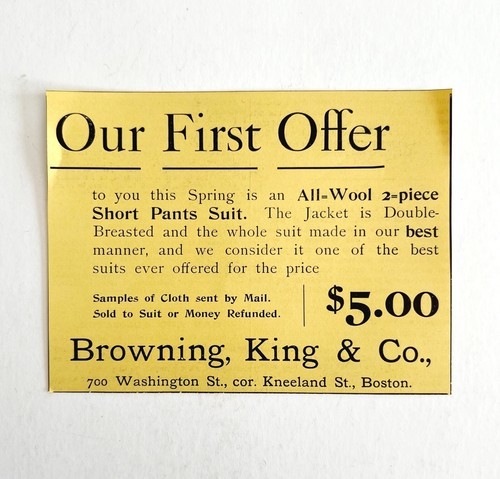 Our First Offer
to you this Spring is an All=Wool 2=piece
Short Pants Suit. The Jacket is Double-
Breasted and the whole suit made in our best
manner, and we consider it one of the best
suits ever offered for the price
Samples of Cloth sent by Mail.
Sold to Suit or Money Refunded.
$5.00
Browning, King & Co.,
700 Washington St., cor. Kneeland St., Boston.